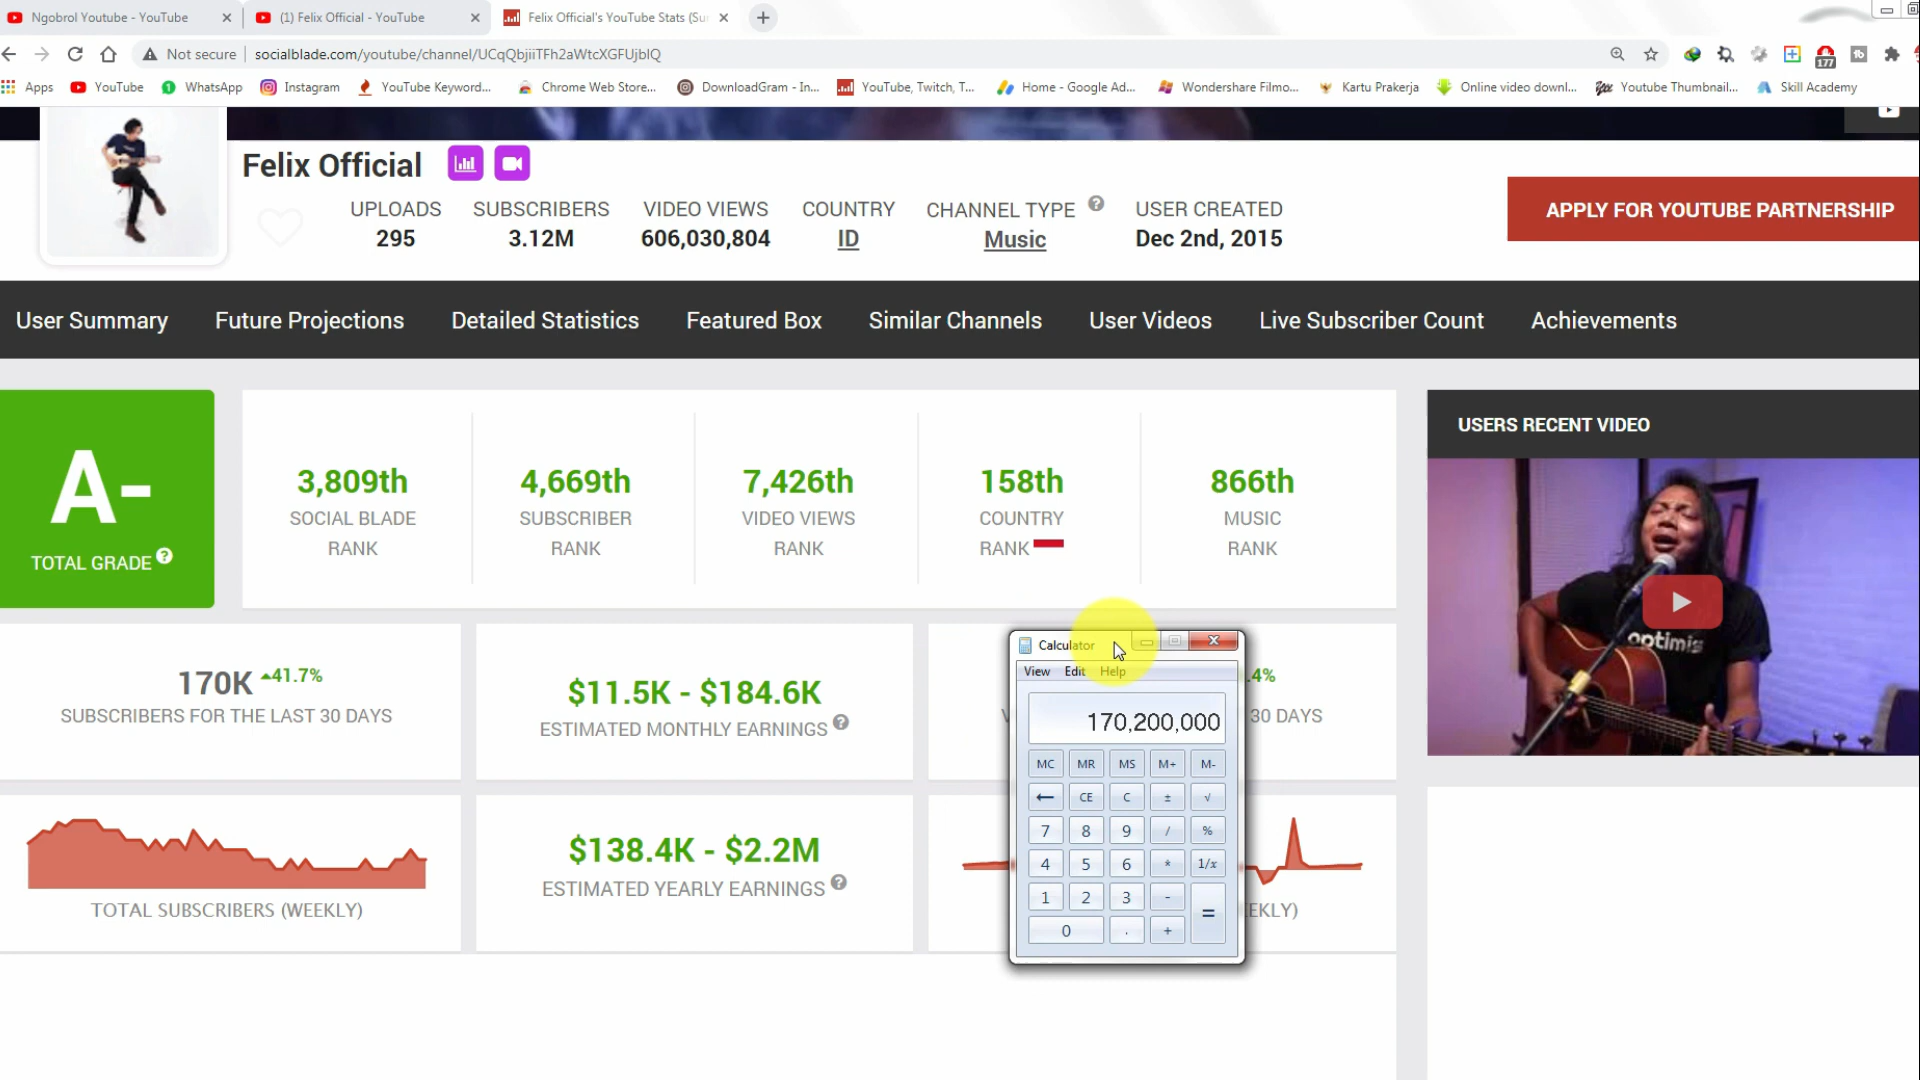 Ngobrol Youtube - YouTube
(1) Felix Official - YouTube
Felix Official's YouTube Stats (Su
Not secure
socialblade.com/youtube/channel/UCqQbjiiTFh2aWtcXGFUjbIQ
Apps
YouTube
WhatsApp
Instagram
YouTube Keyword...
Chrome Web Store...
DownloadGram - In...
YouTube, Twitch, T...
Home - Google Ad...
Wondershare Filmo...
Kartu Prakerja
Online video downl...
Youtube Thumbnail...
Skill Academy
177
Felix Official
UPLOADS
295
SUBSCRIBERS
3.12M
VIDEO VIEWS
606,030,804
COUNTRY
ID
CHANNEL TYPE
Music
USER CREATED
Dec 2nd, 2015
APPLY FOR YOUTUBE PARTNERSHIP
User Summary
Future Projections
Detailed Statistics
Featured Box
Similar Channels
User Videos
Live Subscriber Count
Achievements
A-
TOTAL GRADE
3,809th
SOCIAL BLADE
RANK
4,669th
SUBSCRIBER
RANK
7,426th
VIDEO VIEWS
RANK
158th
COUNTRY
RANK
866th
MUSIC
RANK
USERS RECENT VIDEO
optimis
170K 41.7%
SUBSCRIBERS FOR THE LAST 30 DAYS
$11.5K - $184.6K
ESTIMATED MONTHLY EARNINGS
.4%
30 DAYS
$138.4K - $2.2M
ESTIMATED YEARLY EARNINGS
TOTAL SUBSCRIBERS (WEEKLY)
EKLY)
Calculator
View Edit Help
170,200,000
MC MR MS M+ M-
← CE C ± √
7 8 9 / %
4 5 6 * 1/x
1 2 3 - =
0 . +